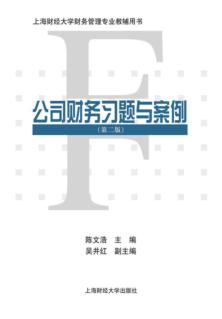 上海财经大学财务管理专业教辅用书
F
公司财务习题与案例
(第二版)
陈文浩 主 编
吴井红 副主编
上海财经大学出版社